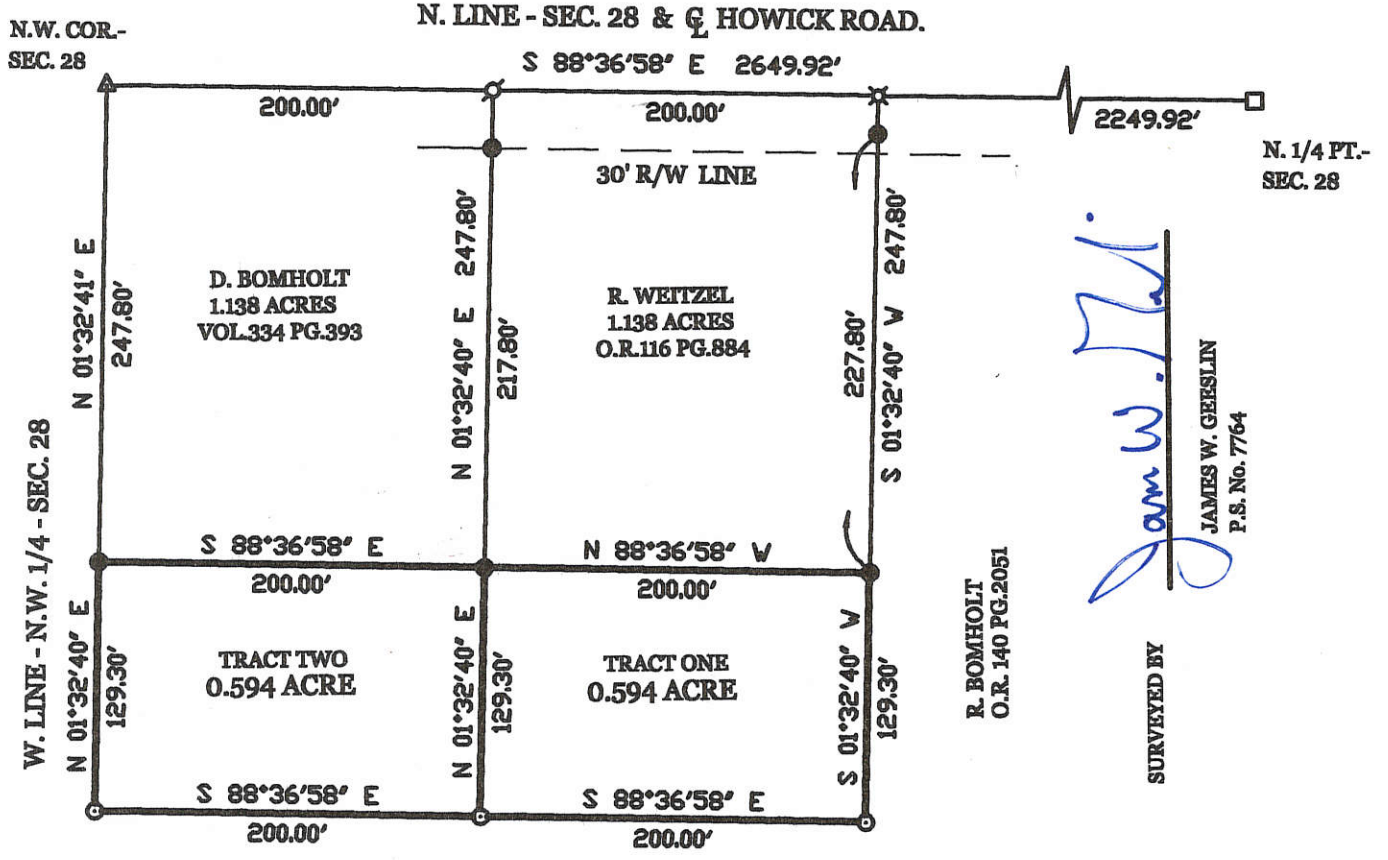 N. LINE - SEC. 28 & ℄ HOWICK ROAD.
N.W. COR.-
SEC. 28
S 88°36'58" E 2649.92'
200.00'
200.00'
2249.92'
N. 1/4 PT.-
SEC. 28
30' R/W LINE
N 01°32'41" E
247.80'
D. BOMHOLT
1.138 ACRES
VOL.334 PG.393
N 01°32'40" E 247.80'
217.80'
R. WEITZEL
1.138 ACRES
O.R.116 PG.884
227.80'
S 01°32'40" W 247.80'
W. LINE - N.W. 1/4 - SEC. 28
S 88°36'58" E
200.00'
N 88°36'58" W
200.00'
N 01°32'40" E
129.30'
TRACT TWO
0.594 ACRE
N 01°32'40" E
129.30'
TRACT ONE
0.594 ACRE
S 01°32'40" W
129.30'
S 88°36'58" E
200.00'
S 88°36'58" E
200.00'
R. BOMHOLT
O.R. 140 PG.2051
SURVEYED BY
JAMES W. GEESLIN
P.S. No. 7764